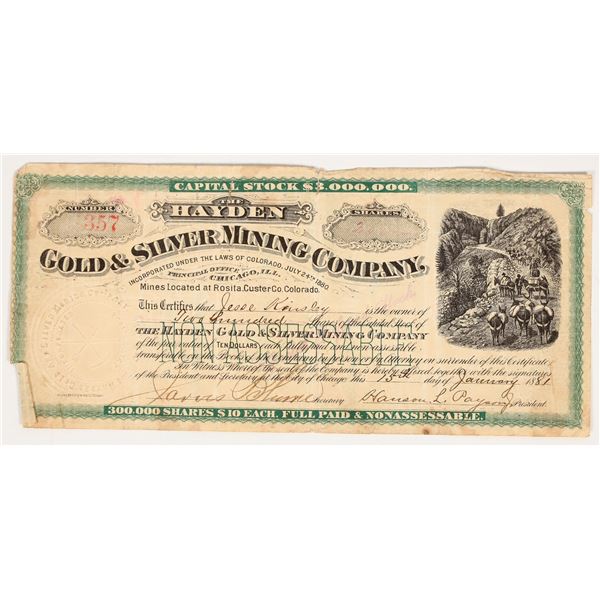 CAPITAL STOCK $3.000.000.
NUMBER
357
THE
HAYDEN
SHARES
GOLD & SILVER MINING COMPANY,
INCORPORATED UNDER THE LAWS OF COLORADO, JULY 24TH 1880.
PRINCIPAL OFFICE
CHICAGO, ILL.
Mines Located at Rosita, Custer Co. Colorado.
This Certifies that Jesse Kinsley is the owner of
Two Hundred Shares of the Capital Stock of
THE HAYDEN GOLD & SILVER MINING COMPANY
of the par value of TEN DOLLARS each, fully paid and non assessable
transferable on the Books of the Company in person or by Attorney on surrender of this Certificate.
In Witness Whereof the seal of the Company is hereby affixed, together with the signatures
of the President and Secretary at the City of Chicago this 15th day of January 1881
Jarvis Blume Secretary Hanson L. Payson President.
300.000 SHARES $10 EACH. FULL PAID & NONASSESSABLE.